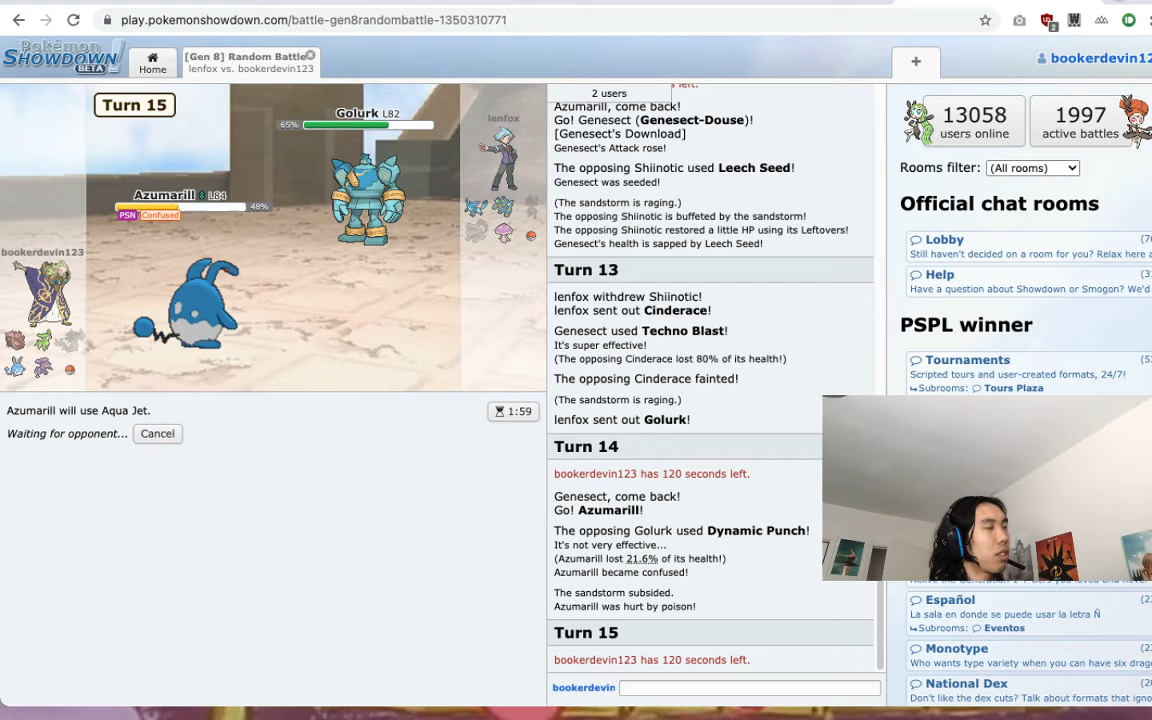 play.pokemonshowdown.com/battle-gen8randombattle-1350310771
2
Pokémon
SHOWDOWN
BETA
Home
[Gen 8] Random Battle
lenfox vs. bookerdevin123
+
bookerdevin12
Turn 15
Golurk L82
65%
lenfox
Azumarill L84
48%
PSN Confused
bookerdevin123
Azumarill will use Aqua Jet.
1:59
Waiting for opponent... Cancel
2 users
s left.
Azumarill, come back!
Go! Genesect (Genesect-Douse)!
[Genesect's Download]
Genesect's Attack rose!
The opposing Shiinotic used Leech Seed!
Genesect was seeded!
(The sandstorm is raging.)
The opposing Shiinotic is buffeted by the sandstorm!
The opposing Shiinotic restored a little HP using its Leftovers!
Genesect's health is sapped by Leech Seed!
Turn 13
lenfox withdrew Shiinotic!
lenfox sent out Cinderace!
Genesect used Techno Blast!
It's super effective!
(The opposing Cinderace lost 80% of its health!)
The opposing Cinderace fainted!
(The sandstorm is raging.)
lenfox sent out Golurk!
Turn 14
bookerdevin123 has 120 seconds left.
Genesect, come back!
Go! Azumarill!
The opposing Golurk used Dynamic Punch!
It's not very effective...
(Azumarill lost 21.6% of its health!)
Azumarill became confused!
The sandstorm subsided.
Azumarill was hurt by poison!
Turn 15
bookerdevin123 has 120 seconds left.
bookerdevin
13058
users online
1997
active battles
Rooms filter: (All rooms)
Official chat rooms
Lobby
Still haven't decided on a room for you? Relax here a
Help
Have a question about Showdown or Smogon? We'd
PSPL winner
Tournaments
Scripted tours and user-created formats, 24/7!
↳Subrooms: Tours Plaza
Español
La sala en donde se puede usar la letra Ñ
↳Subrooms: Eventos
Monotype
Who wants type variety when you can have six drag
National Dex
Don't like the dex cuts? Talk about formats that igno